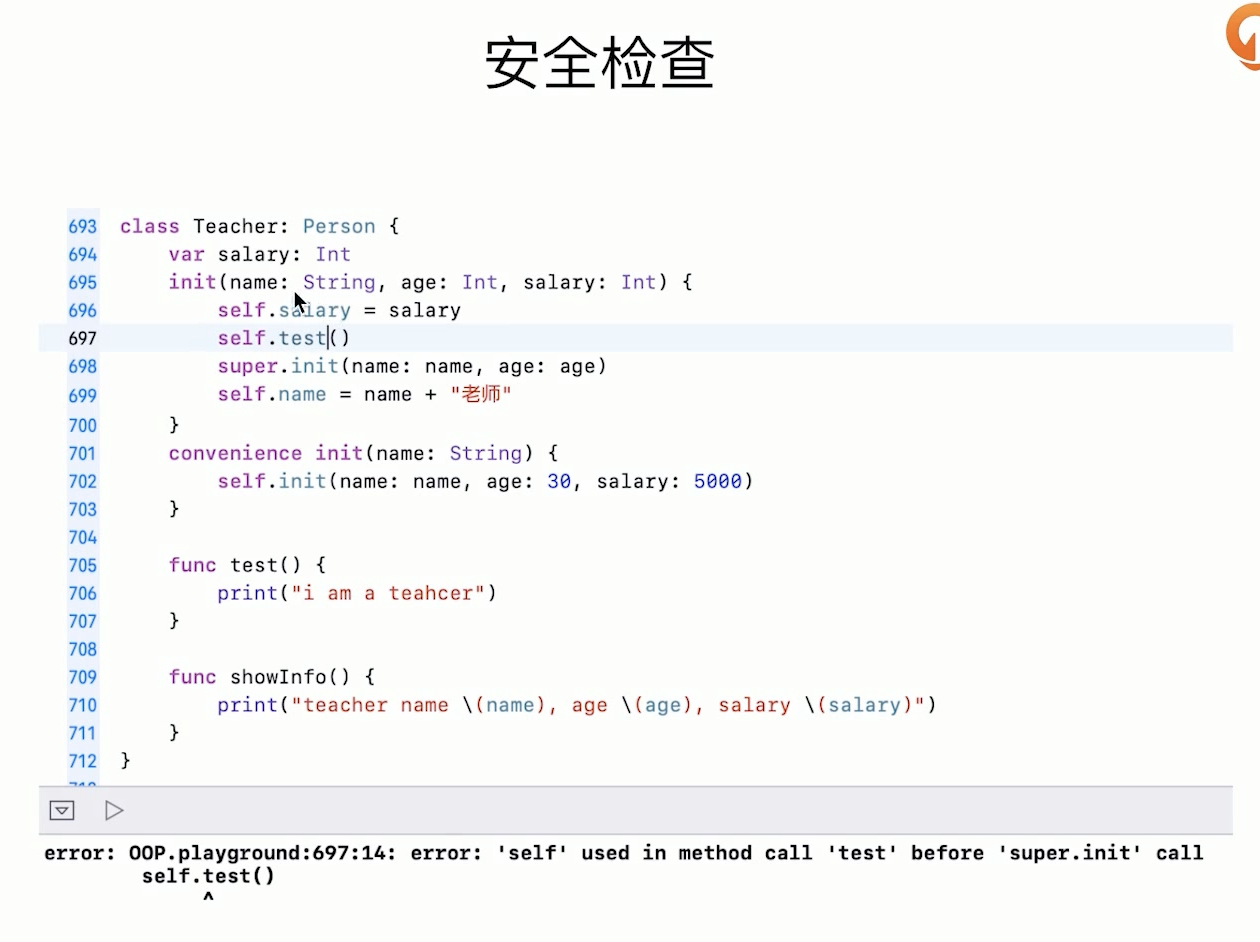 安全检查
693 class Teacher: Person {
694 var salary: Int
695 init(name: String, age: Int, salary: Int) {
696 self.salary = salary
697 self.test()
698 super.init(name: name, age: age)
699 self.name = name + "老师"
700 }
701 convenience init(name: String) {
702 self.init(name: name, age: 30, salary: 5000)
703 }
704
705 func test() {
706 print("i am a teahcer")
707 }
708
709 func showInfo() {
710 print("teacher name \(name), age \(age), salary \(salary)")
711 }
712 }
error: OOP.playground:697:14: error: 'self' used in method call 'test' before 'super.init' call
self.test()
^